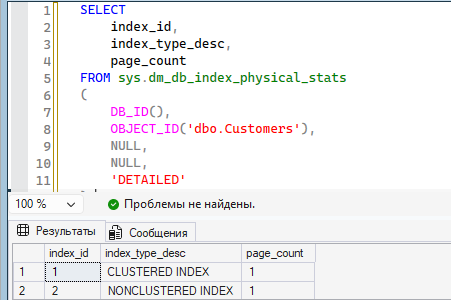 1 SELECT
2 index_id,
3 index_type_desc,
4 page_count
5 FROM sys.dm_db_index_physical_stats
6 (
7 DB_ID(),
8 OBJECT_ID('dbo.Customers'),
9 NULL,
10 NULL,
11 'DETAILED'
100 % Проблемы не найдены.
Результаты Сообщения
index_id index_type_desc page_count
1 1 CLUSTERED INDEX 1
2 2 NONCLUSTERED INDEX 1